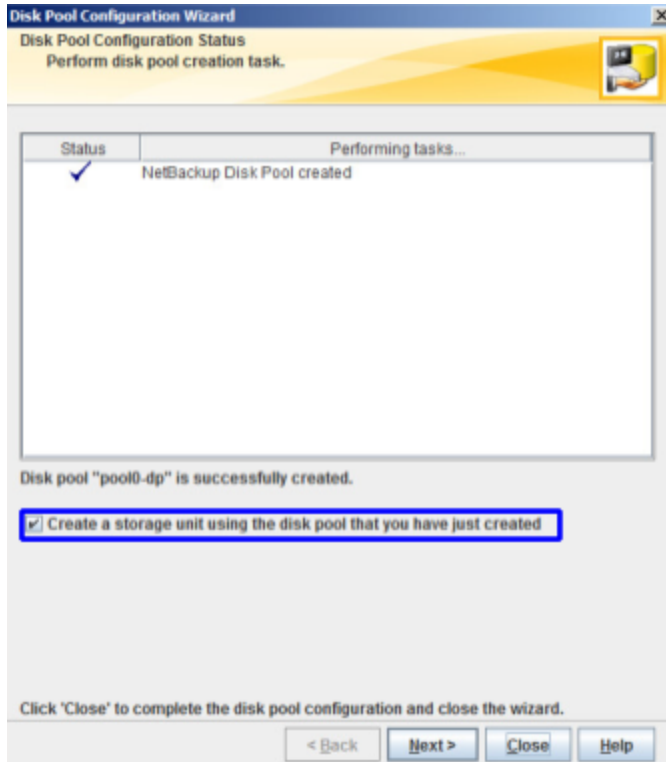 Disk Pool Configuration Wizard
Disk Pool Configuration Status
Perform disk pool creation task.
Status Performing tasks...
NetBackup Disk Pool created
Disk pool "pool0-dp" is successfully created.
Create a storage unit using the disk pool that you have just created
Click 'Close' to complete the disk pool configuration and close the wizard.
< Back Next > Close Help